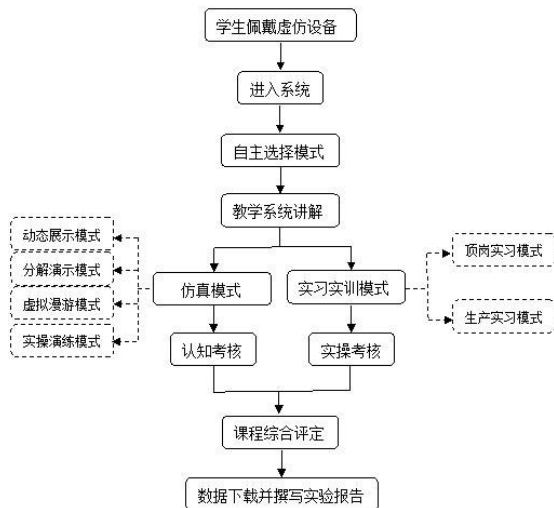 学生佩戴虚仿设备
进入系统
自主选择模式
教学系统讲解
动态展示模式
分解演示模式
虚拟漫游模式
实操演练模式
仿真模式
实习实训模式
顶岗实习模式
生产实习模式
认知考核
实操考核
课程综合评定
数据下载并撰写实验报告